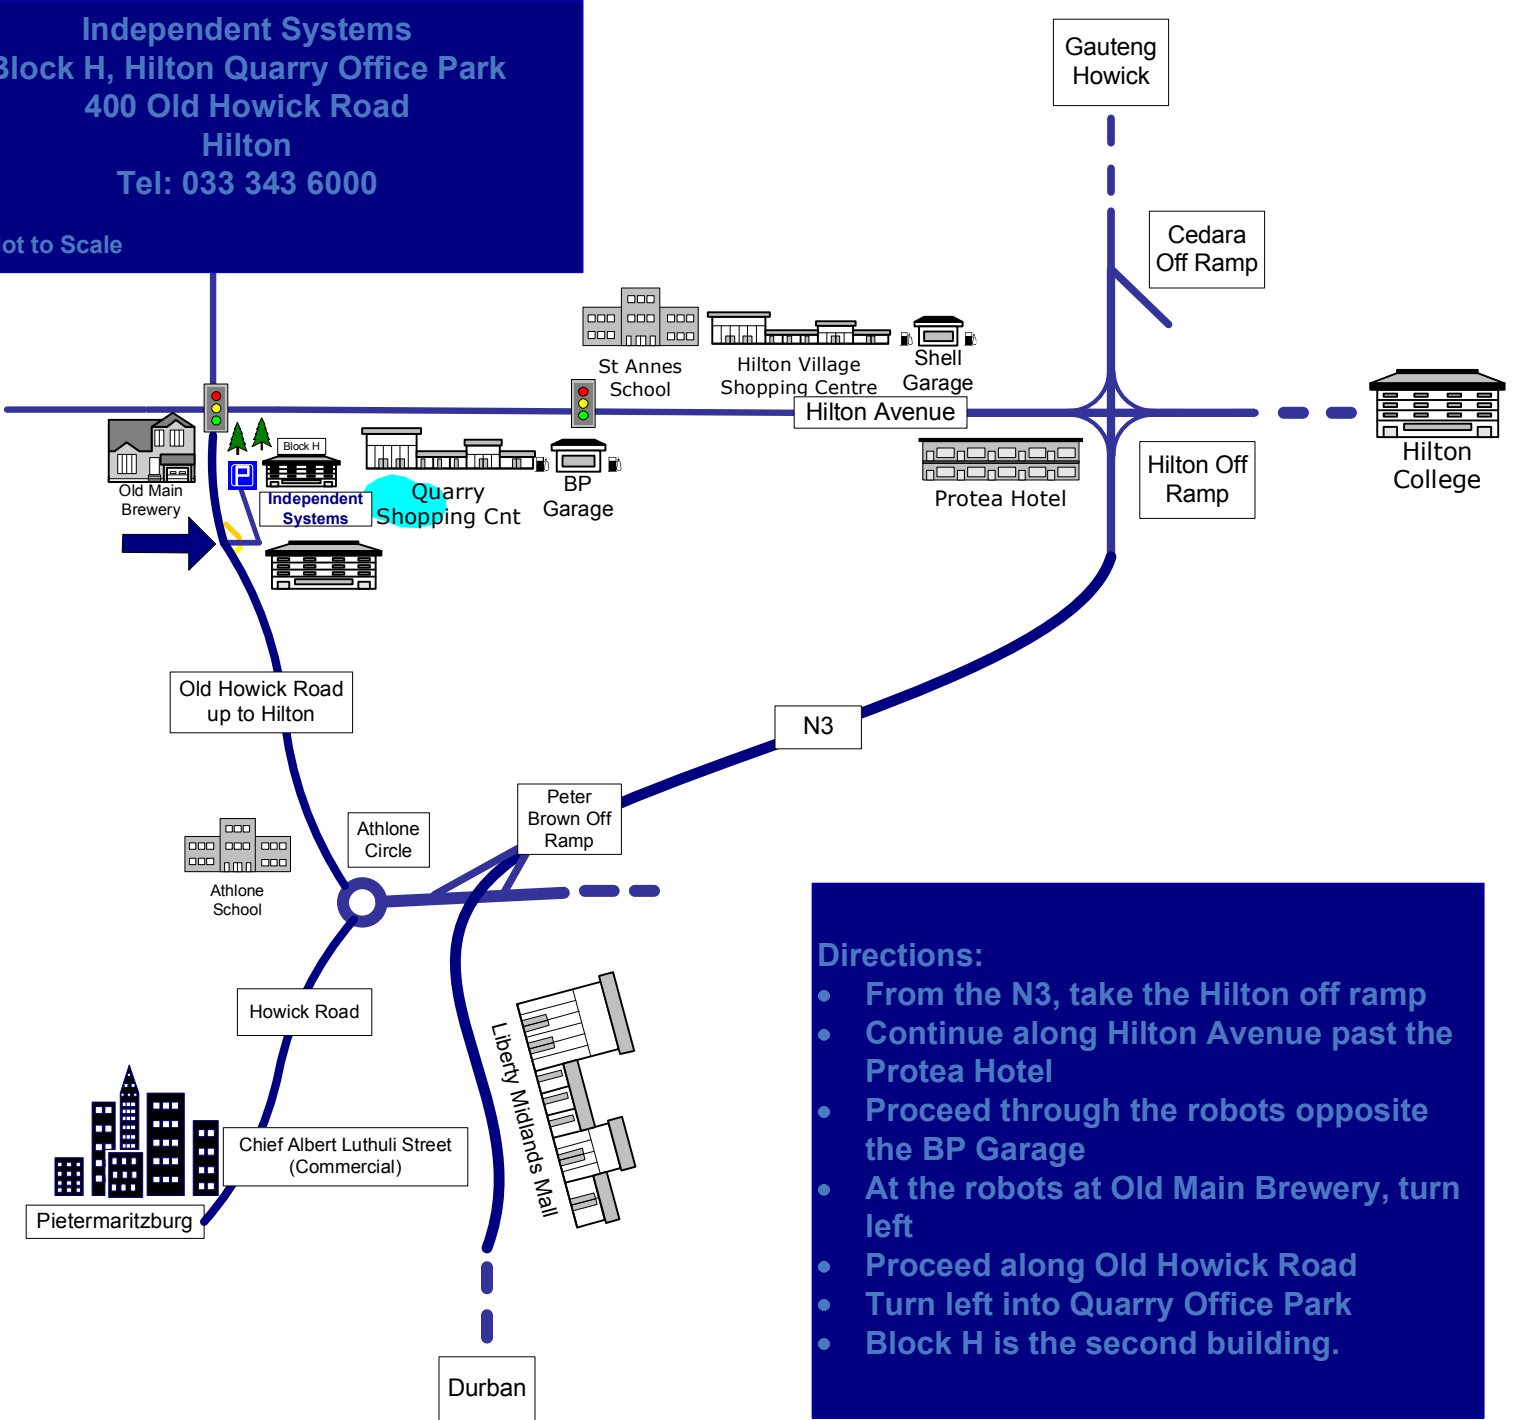 Independent Systems
Block H, Hilton Quarry Office Park
400 Old Howick Road
Hilton
Tel: 033 343 6000
to Scale
Gauteng
Howick
Cedara
Off Ramp
St Annes
School
Hilton Village
Shopping Centre
Shell
Garage
Hilton Avenue
Hilton
College
Hilton Off
Ramp
Protea Hotel
Block H
P
Old Main
Brewery
Independent
Systems
Quarry
Shopping Cnt
BP
Garage
Old Howick Road
up to Hilton
N3
Peter
Brown Off
Ramp
Athlone
Circle
Athlone
School
Howick Road
Liberty Midlands Mall
Chief Albert Luthuli Street
(Commercial)
Pietermaritzburg
Durban
Directions:
• From the N3, take the Hilton off ramp
• Continue along Hilton Avenue past the
Protea Hotel
• Proceed through the robots opposite
the BP Garage
• At the robots at Old Main Brewery, turn
left
• Proceed along Old Howick Road
• Turn left into Quarry Office Park
• Block H is the second building.